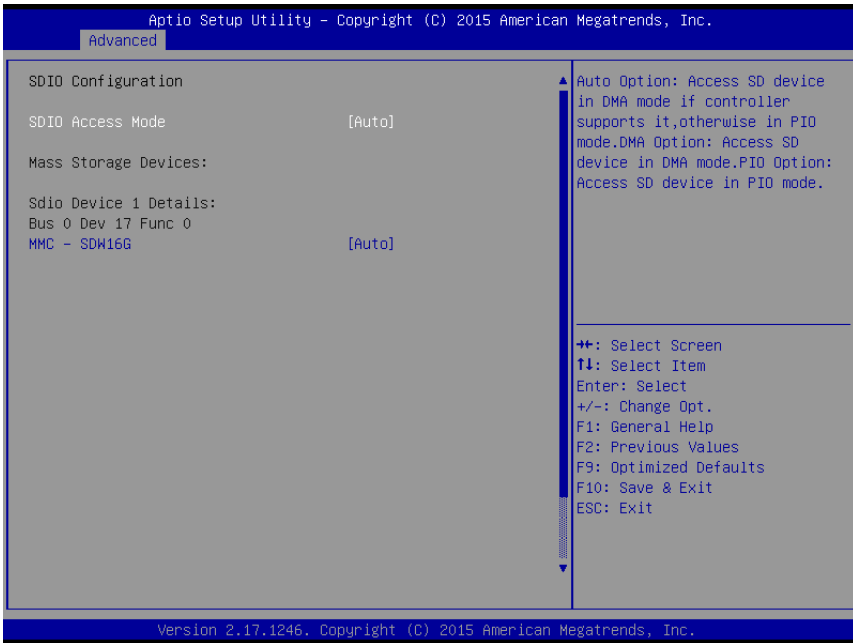 Aptio Setup Utility – Copyright (C) 2015 American Megatrends, Inc.
Advanced
SDIO Configuration
SDIO Access Mode [Auto]
Mass Storage Devices:
Sdio Device 1 Details:
Bus 0 Dev 17 Func 0
MMC – SDW16G [Auto]
Auto Option: Access SD device
in DMA mode if controller
supports it,otherwise in PIO
mode.DMA Option: Access SD
device in DMA mode.PIO Option:
Access SD device in PIO mode.
→←: Select Screen
↑↓: Select Item
Enter: Select
+/-: Change Opt.
F1: General Help
F2: Previous Values
F9: Optimized Defaults
F10: Save & Exit
ESC: Exit
Version 2.17.1246. Copyright (C) 2015 American Megatrends, Inc.